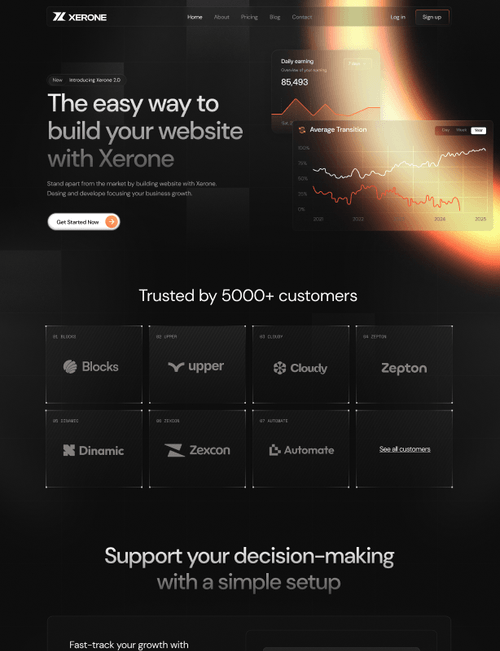 XERONE
Home About Pricing Blog Contact Log in Sign up
New Introducing Xerone 2.0
The easy way to
build your website
with Xerone
Stand apart from the market by building website with Xerone.
Desing and develope focusing your business growth.
Get Started Now
Daily earning
Overview of your earning
85,493
Average Transition
Day Week Year
100%
75%
50%
30%
0%
2021 2022 2024 2025
Trusted by 5000+ customers
01 BLOCKS
Blocks
02 UPPER
upper
03 CLOUDY
Cloudy
04 ZEPTON
Zepton
05 DINAMIC
Dinamic
06 ZEXCON
Zexcon
07 AUTOMATE
Automate
See all customers
Support your decision-making
with a simple setup
Fast-track your growth with